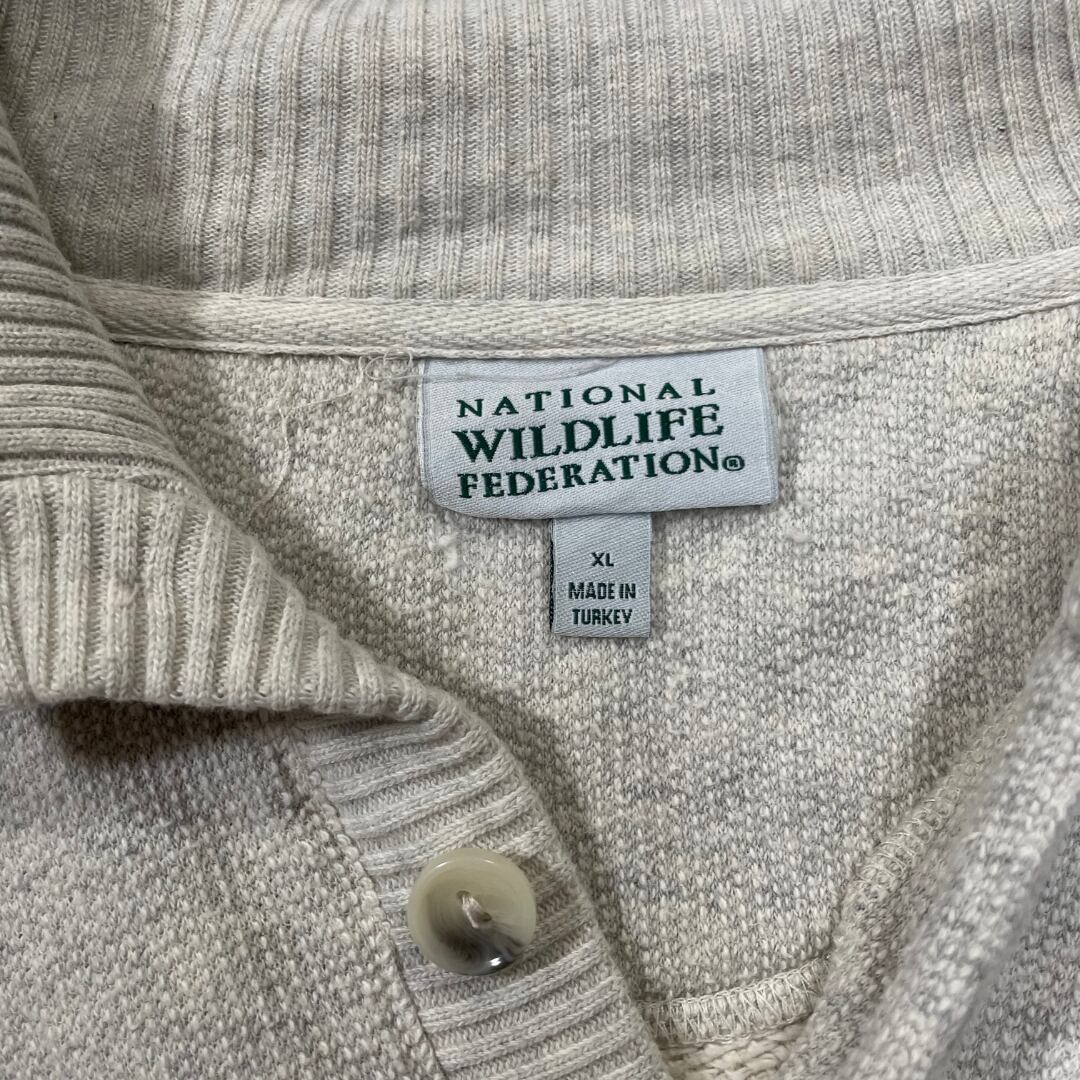 NATIONAL
WILDLIFE
FEDERATION®
XL
MADE IN
TURKEY